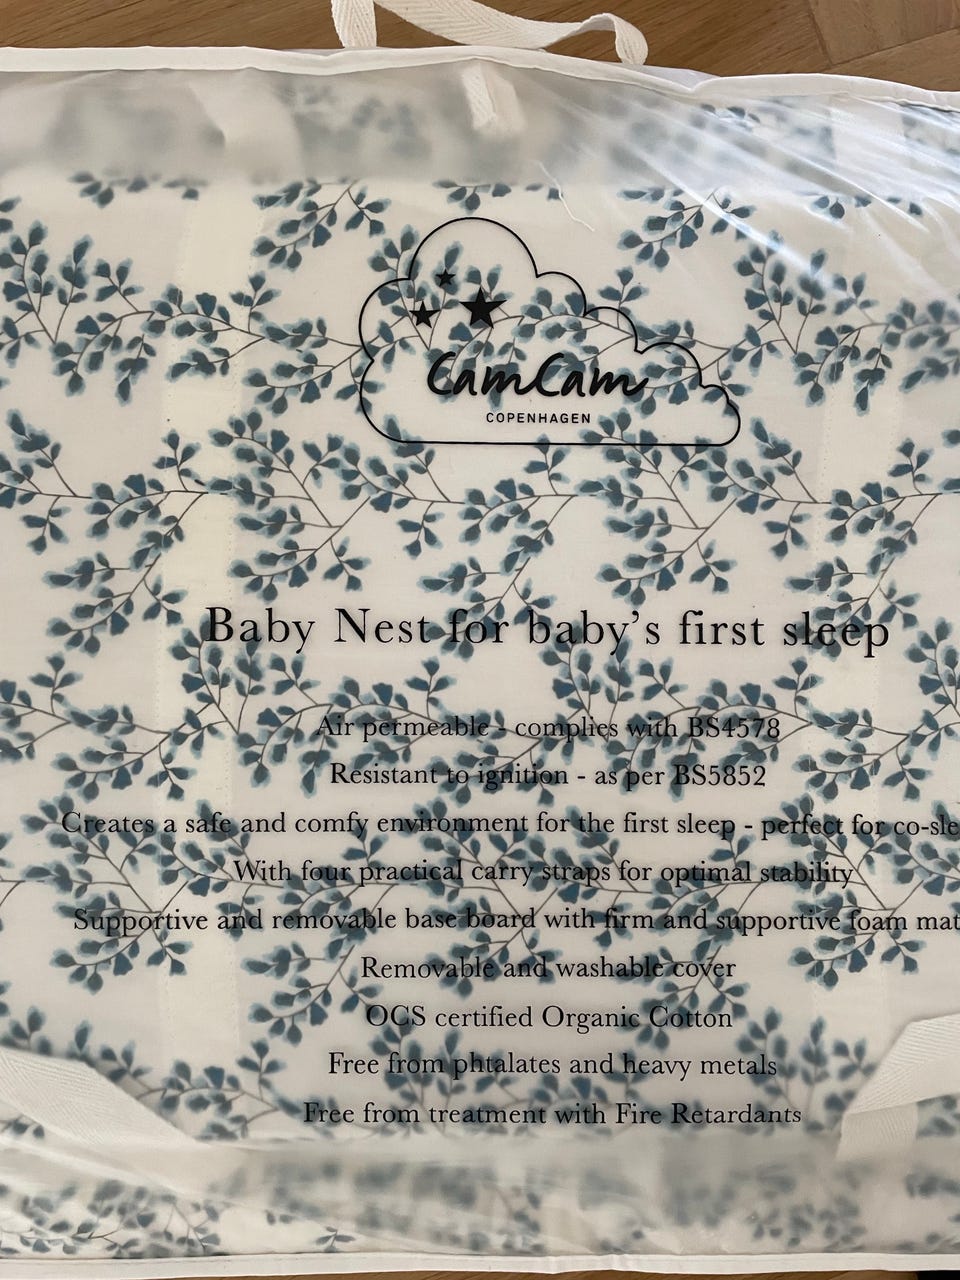 CamCam
COPENHAGEN
Baby Nest for baby's first sleep
Air permeable - complies with BS4578
Resistant to ignition - as per BS5852
Creates a safe and comfy environment for the first sleep - perfect for co-sle
With four practical carry straps for optimal stability
Supportive and removable base board with firm and supportive foam mat
Removable and washable cover
OCS certified Organic Cotton
Free from phtalates and heavy metals
Free from treatment with Fire Retardants